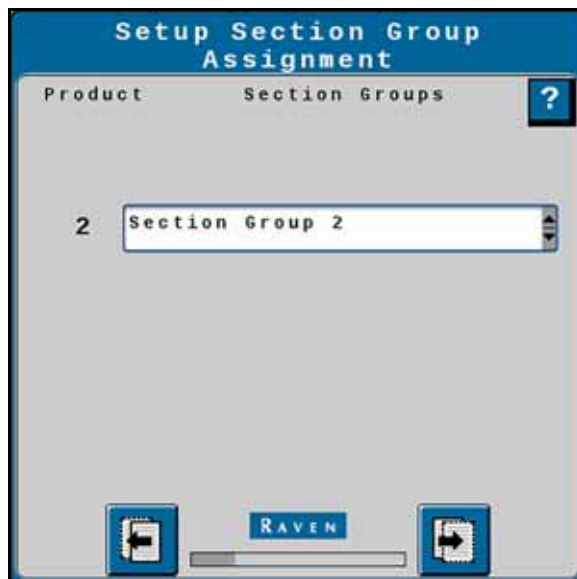 Setup Section Group
Assignment
Product Section Groups
?
2 Section Group 2
RAVEN